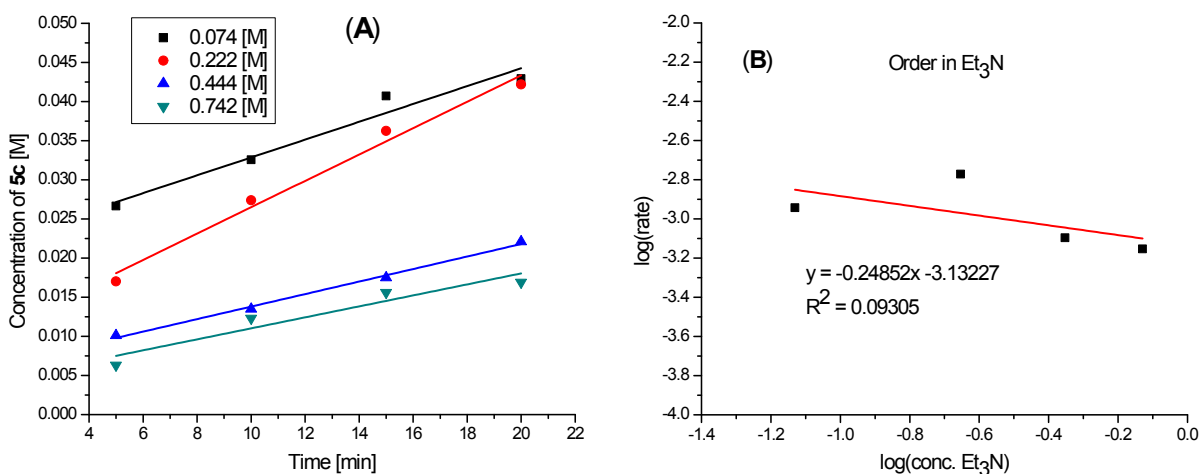 (A)
0.074 [M]
0.222 [M]
0.444 [M]
0.742 [M]
0.050
0.045
0.040
0.035
0.030
0.025
0.020
0.015
0.010
0.005
0.000
Concentration of 5c [M]
4 6 8 10 12 14 16 18 20 22
Time [min]
(B)
Order in Et3N
-2.0
-2.2
-2.4
-2.6
-2.8
-3.0
-3.2
-3.4
-3.6
-3.8
-4.0
log(rate)
y = -0.24852x -3.13227
R2 = 0.09305
-1.4 -1.2 -1.0 -0.8 -0.6 -0.4 -0.2 0.0
log(conc. Et3N)